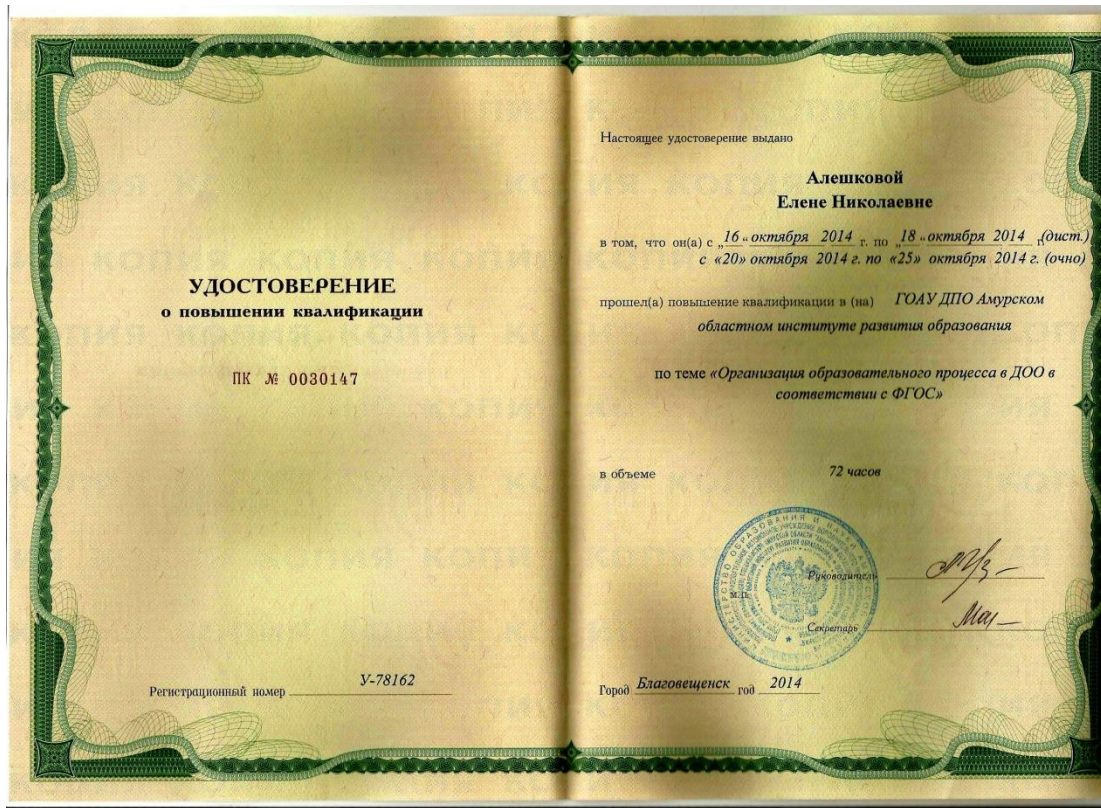 УДОСТОВЕРЕНИЕ
о повышении квалификации
ПК № 0030147
Регистрационный номер У-78162
Настоящее удостоверение выдано
Алешковой
Елене Николаевне
в том, что он(а) с „16“ октября 2014 г. по „18“ октября 2014 г. (дист.)
с «20» октября 2014 г. по «25» октября 2014 г. (очно)
прошел(а) повышение квалификации в (на) ГОАУ ДПО Амурском
областном институте развития образования
по теме «Организация образовательного процесса в ДОО в
соответствии с ФГОС»
в объеме 72 часов
Руководитель
М.П.
Секретарь
Город Благовещенск год 2014